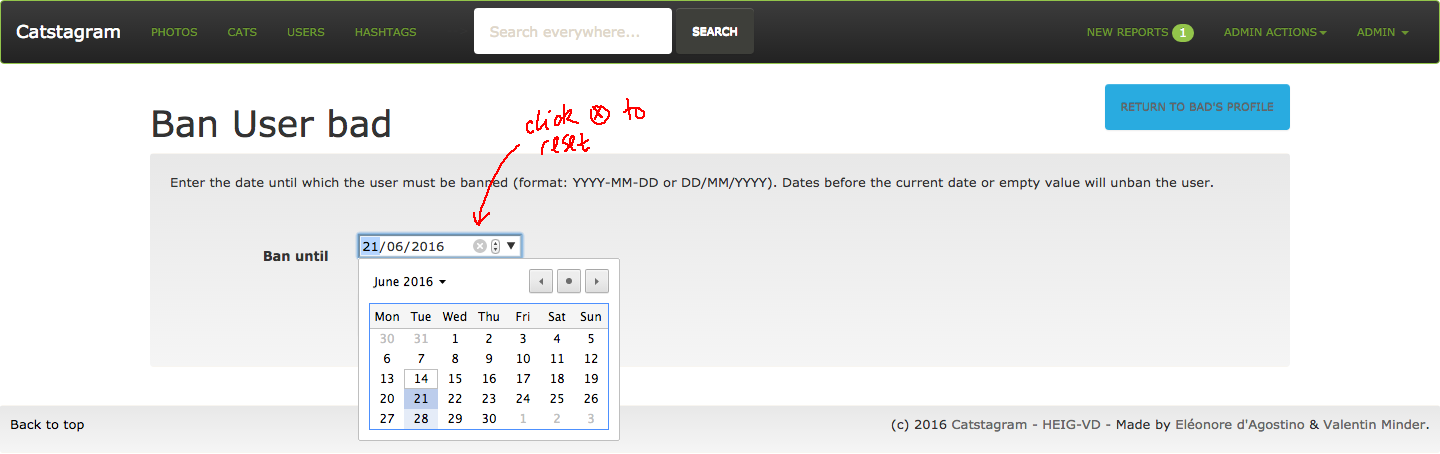 Catstagram PHOTOS CATS USERS HASHTAGS Search everywhere... SEARCH NEW REPORTS 1 ADMIN ACTIONS ADMIN
RETURN TO BAD'S PROFILE
Ban User bad
click ⓧ to
reset
Enter the date until which the user must be banned (format: YYYY-MM-DD or DD/MM/YYYY). Dates before the current date or empty value will unban the user.
Ban until 21/06/2016
June 2016
Mon Tue Wed Thu Fri Sat Sun
30 31 1 2 3 4 5
6 7 8 9 10 11 12
13 14 15 16 17 18 19
20 21 22 23 24 25 26
27 28 29 30 1 2 3
Back to top (c) 2016 Catstagram - HEIG-VD - Made by Eléonore d'Agostino & Valentin Minder.